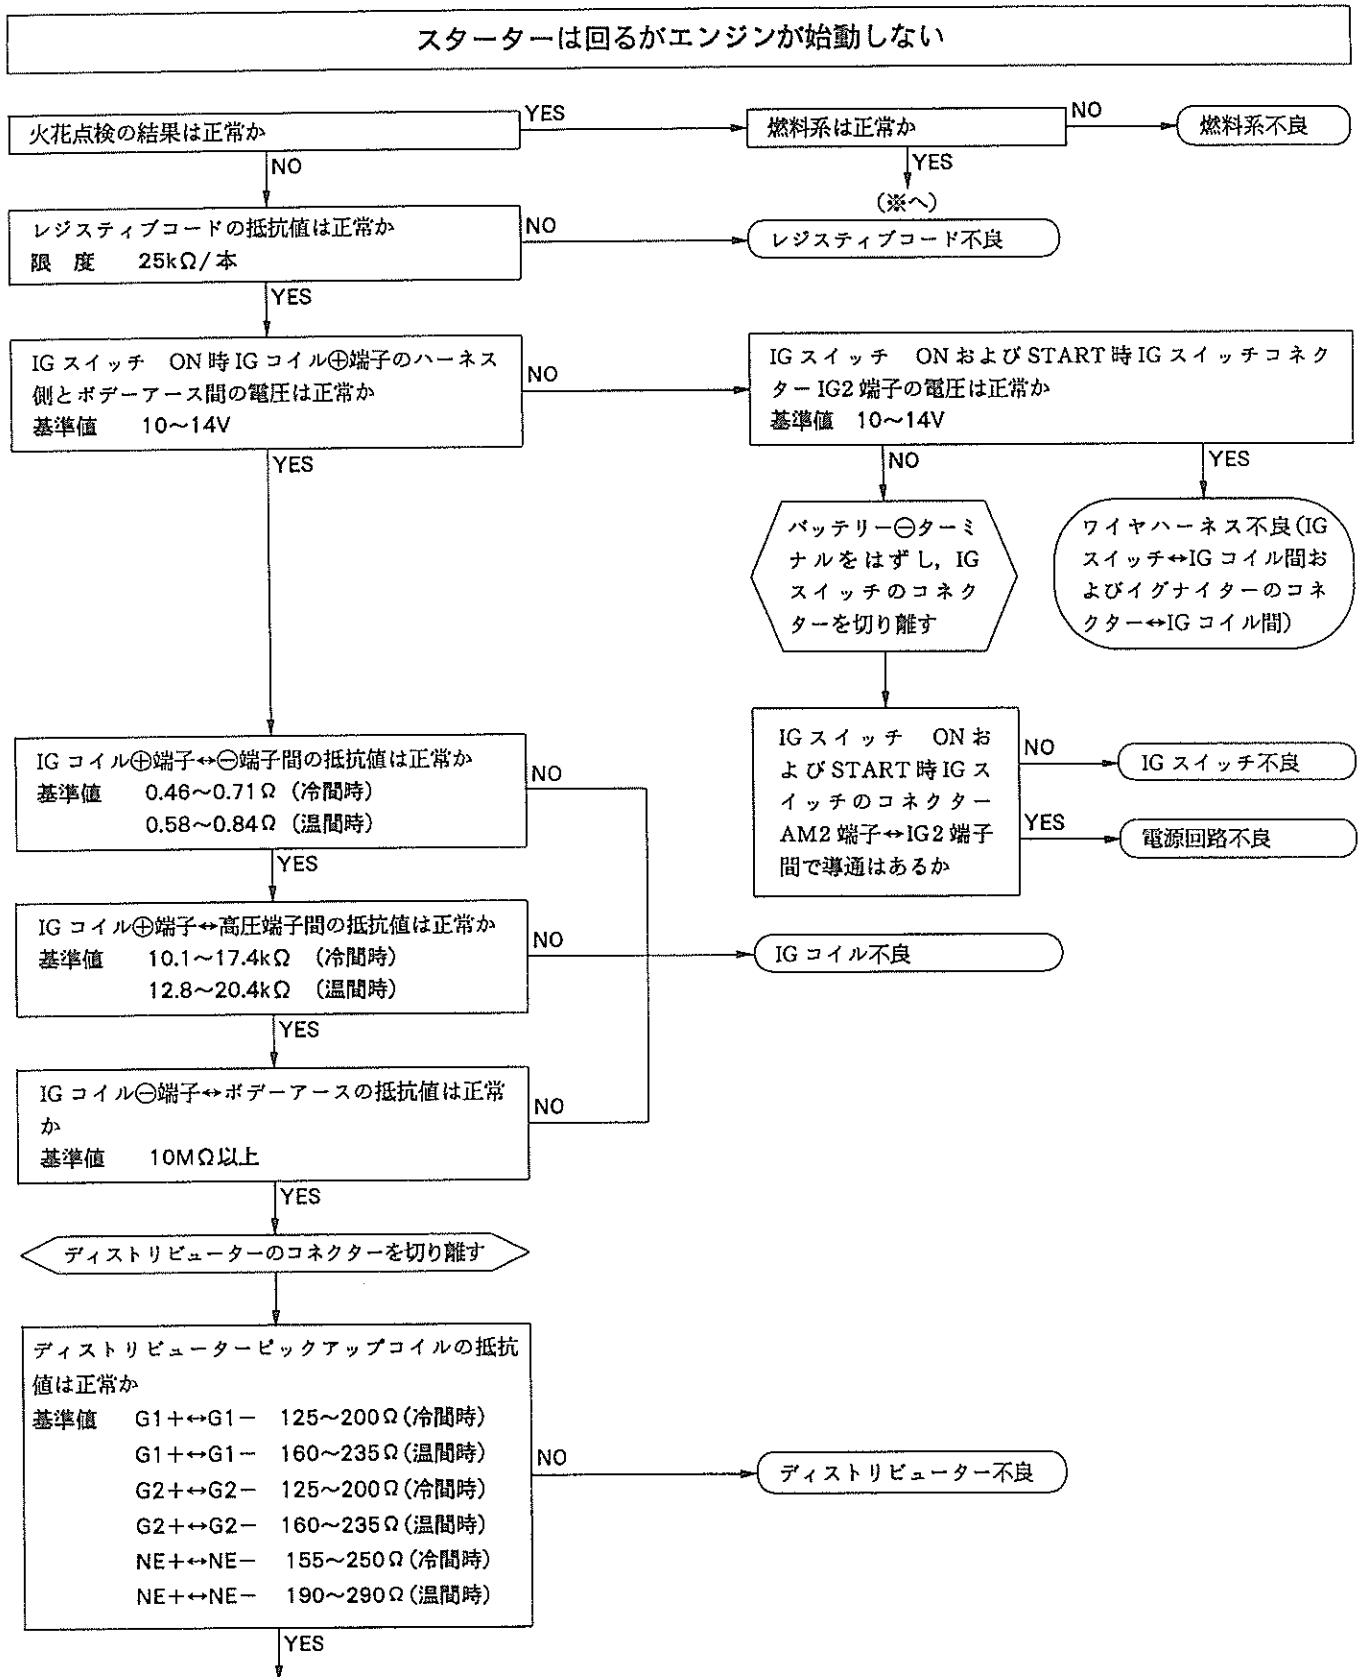 スターターは回るがエンジンが始動しない
火花点検の結果は正常か
YES
燃料系は正常か
NO
燃料系不良
NO
YES
(※へ)
レジスティブコードの抵抗値は正常か
限 度 25kΩ/本
NO
レジスティブコード不良
YES
IG スイッチ ON 時 IG コイル⊕端子のハーネス
側とボデーアース間の電圧は正常か
基準値 10〜14V
NO
IG スイッチ ON および START 時 IG スイッチコネク
ター IG2 端子の電圧は正常か
基準値 10〜14V
YES
NO
YES
バッテリー⊖ターミ
ナルをはずし, IG
スイッチのコネク
ターを切り離す
ワイヤハーネス不良(IG
スイッチ↔IG コイル間お
よびイグナイターのコネ
クター↔IG コイル間)
IG スイッチ ON お
よび START 時 IG ス
イッチのコネクター
AM2 端子↔IG2 端子
間で導通はあるか
NO
IG スイッチ不良
YES
電源回路不良
IG コイル⊕端子↔⊖端子間の抵抗値は正常か
基準値 0.46〜0.71Ω (冷間時)
0.58〜0.84Ω (温間時)
NO
YES
IG コイル⊕端子↔高圧端子間の抵抗値は正常か
基準値 10.1〜17.4kΩ (冷間時)
12.8〜20.4kΩ (温間時)
NO
IG コイル不良
YES
IG コイル⊖端子↔ボデーアースの抵抗値は正常
か
基準値 10MΩ以上
NO
YES
ディストリビューターのコネクターを切り離す
ディストリビューターピックアップコイルの抵抗
値は正常か
基準値 G1+↔G1− 125〜200Ω(冷間時)
G1+↔G1− 160〜235Ω(温間時)
G2+↔G2− 125〜200Ω(冷間時)
G2+↔G2− 160〜235Ω(温間時)
NE+↔NE− 155〜250Ω(冷間時)
NE+↔NE− 190〜290Ω(温間時)
NO
ディストリビューター不良
YES